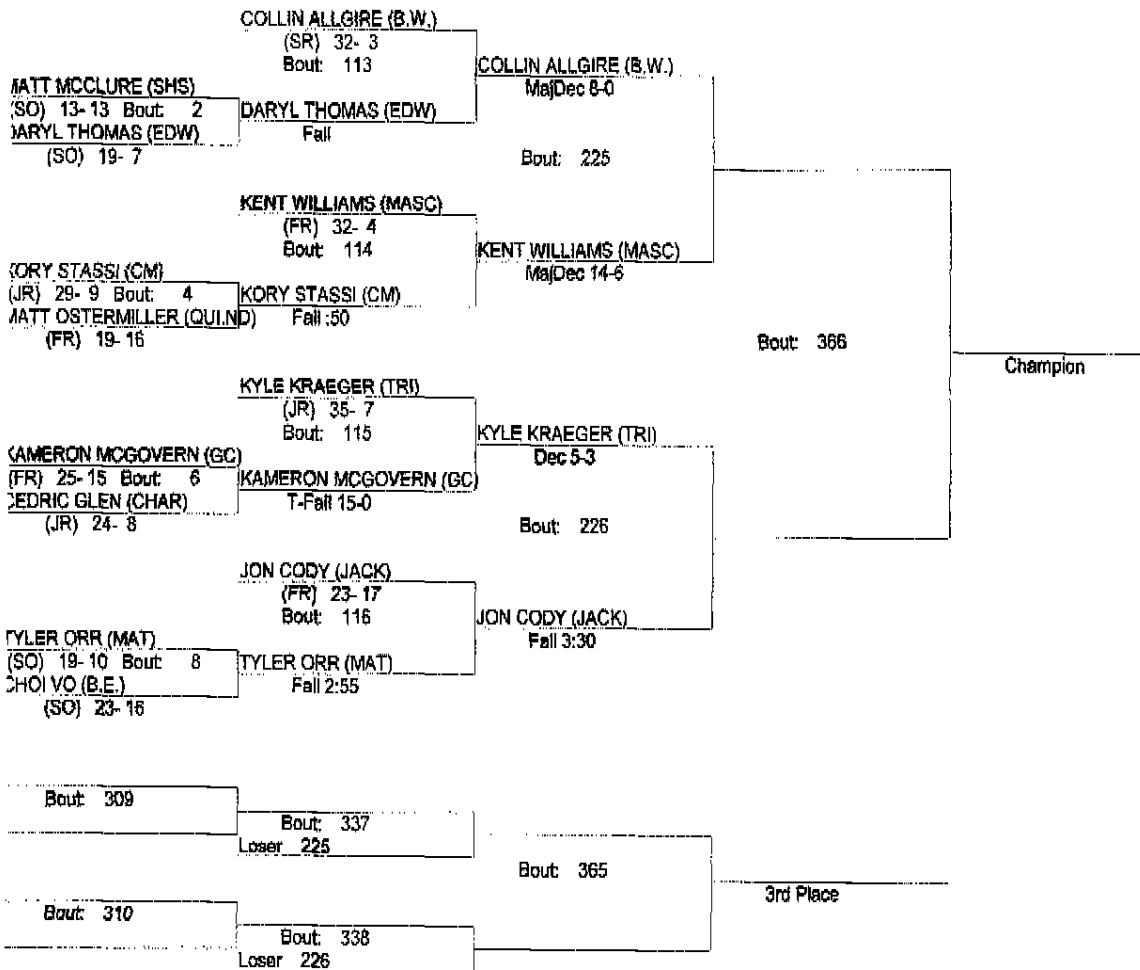 COLLIN ALLGIRE (B.W.)
(SR) 32- 3
Bout: 113
COLLIN ALLGIRE (B.W.)
MajDec 8-0
MATT MCCLURE (SHS)
(SO) 13- 13 Bout: 2
DARYL THOMAS (EDW)
DARYL THOMAS (EDW)
Fall
(SO) 19- 7
Bout: 225
KENT WILLIAMS (MASC)
(FR) 32- 4
Bout: 114
KENT WILLIAMS (MASC)
MajDec 14-6
KORY STASSI (CM)
(JR) 29- 9 Bout: 4
KORY STASSI (CM)
MATT OSTERMILLER (QUI.ND)
Fall :50
(FR) 19- 16
Bout: 366
Champion
KYLE KRAEGER (TRI)
(JR) 35- 7
Bout: 115
KYLE KRAEGER (TRI)
Dec 5-3
KAMERON MCGOVERN (GC)
(FR) 25- 15 Bout: 6
KAMERON MCGOVERN (GC)
CEDRIC GLEN (CHAR)
T-Fall 15-0
(JR) 24- 8
Bout: 226
JON CODY (JACK)
(FR) 23- 17
Bout: 116
JON CODY (JACK)
Fall 3:30
TYLER ORR (MAT)
(SO) 19- 10 Bout: 8
TYLER ORR (MAT)
CHOI VO (B.E.)
Fall 2:55
(SO) 23- 16
Bout: 309
Bout: 337
Loser 225
Bout: 365
3rd Place
Bout: 310
Bout: 338
Loser 226